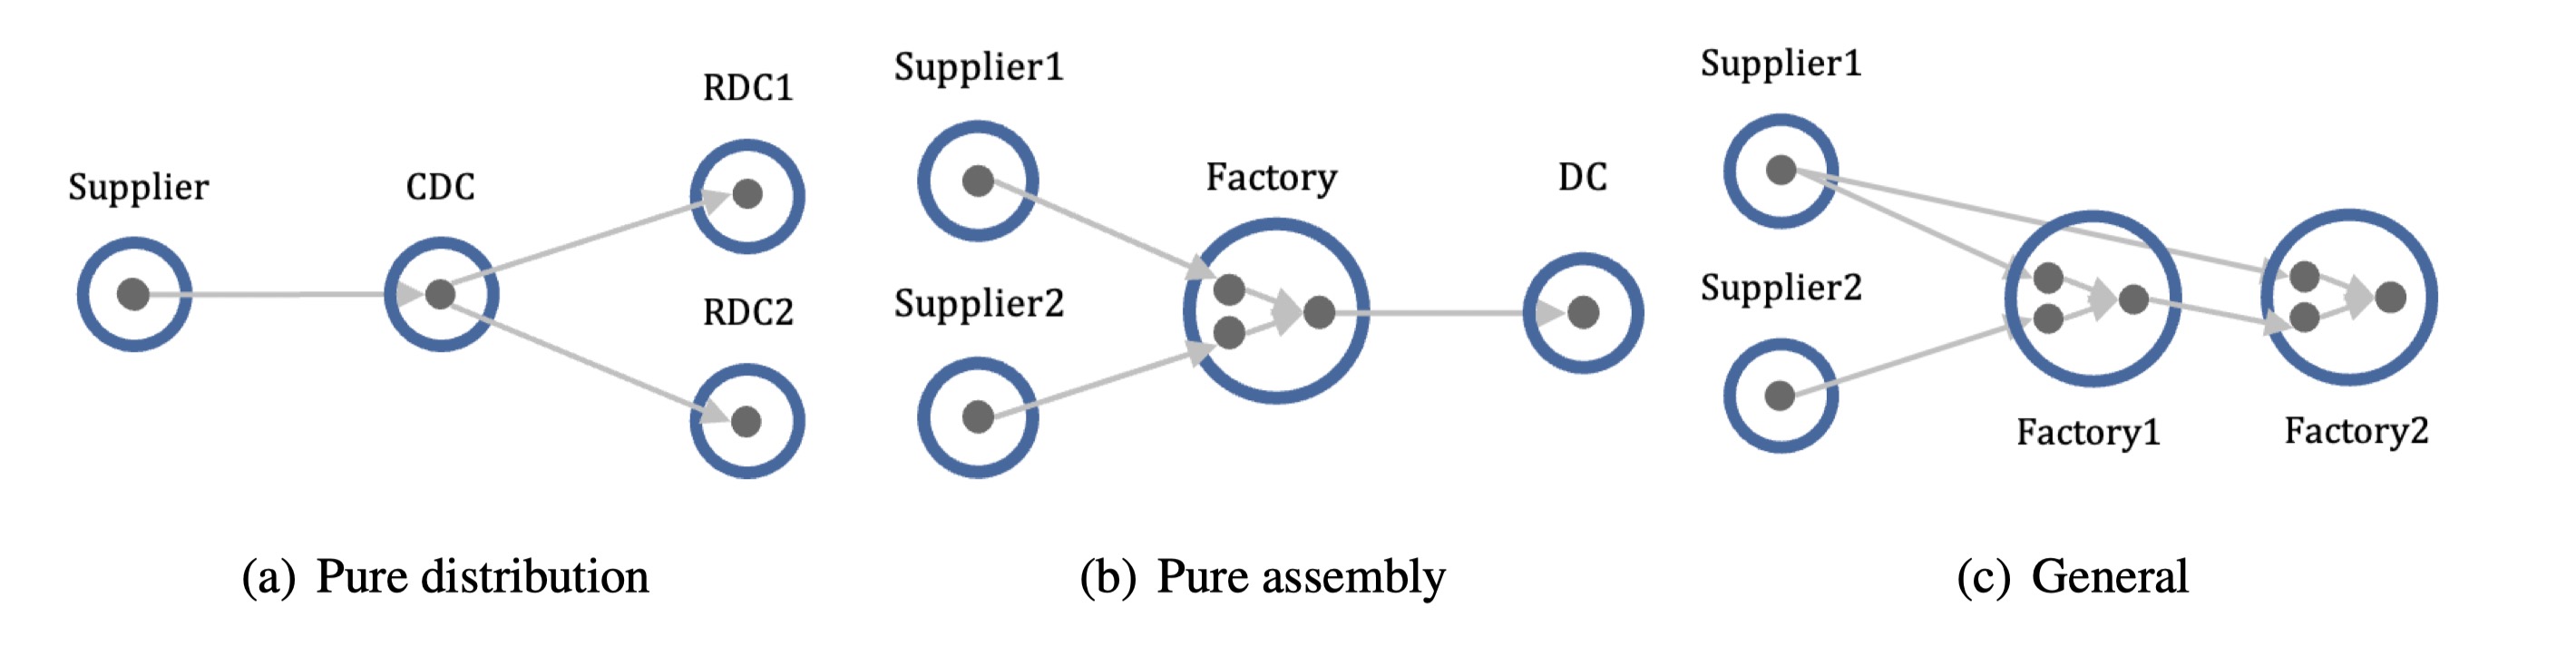 Supplier
CDC
RDC1
RDC2
(a) Pure distribution
Supplier1
Supplier2
Factory
DC
(b) Pure assembly
Supplier1
Supplier2
Factory1
Factory2
(c) General